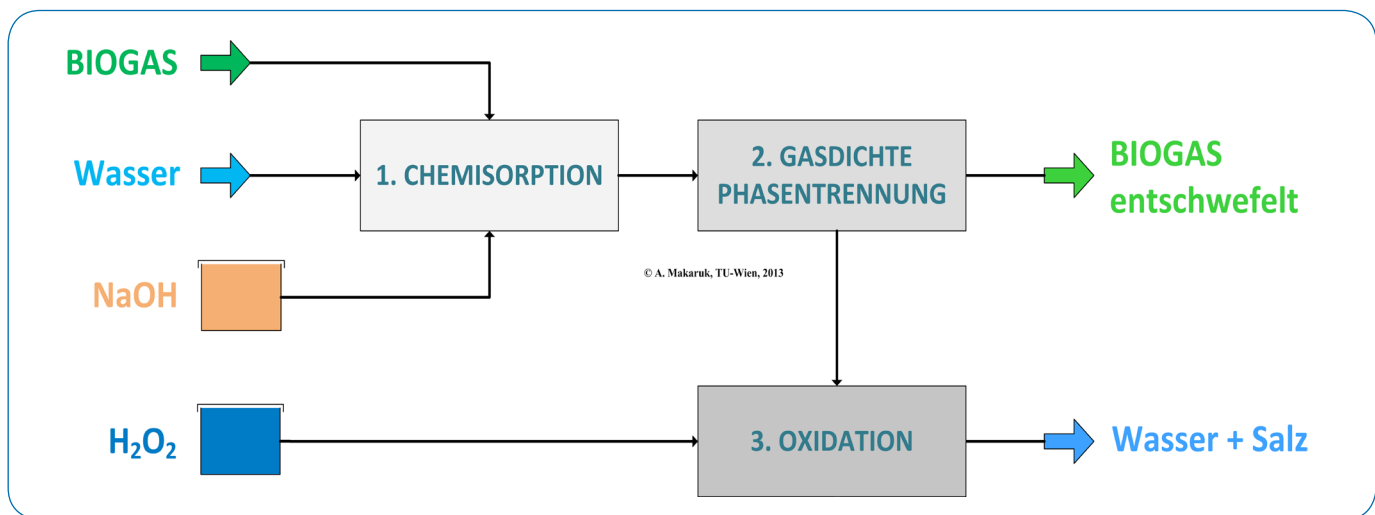 BIOGAS
Wasser
1. CHEMISORPTION
2. GASDICHTE
PHASENTRENNUNG
BIOGAS
entschwefelt
© A. Makaruk, TU-Wien, 2013
NaOH
H₂O₂
3. OXIDATION
Wasser + Salz